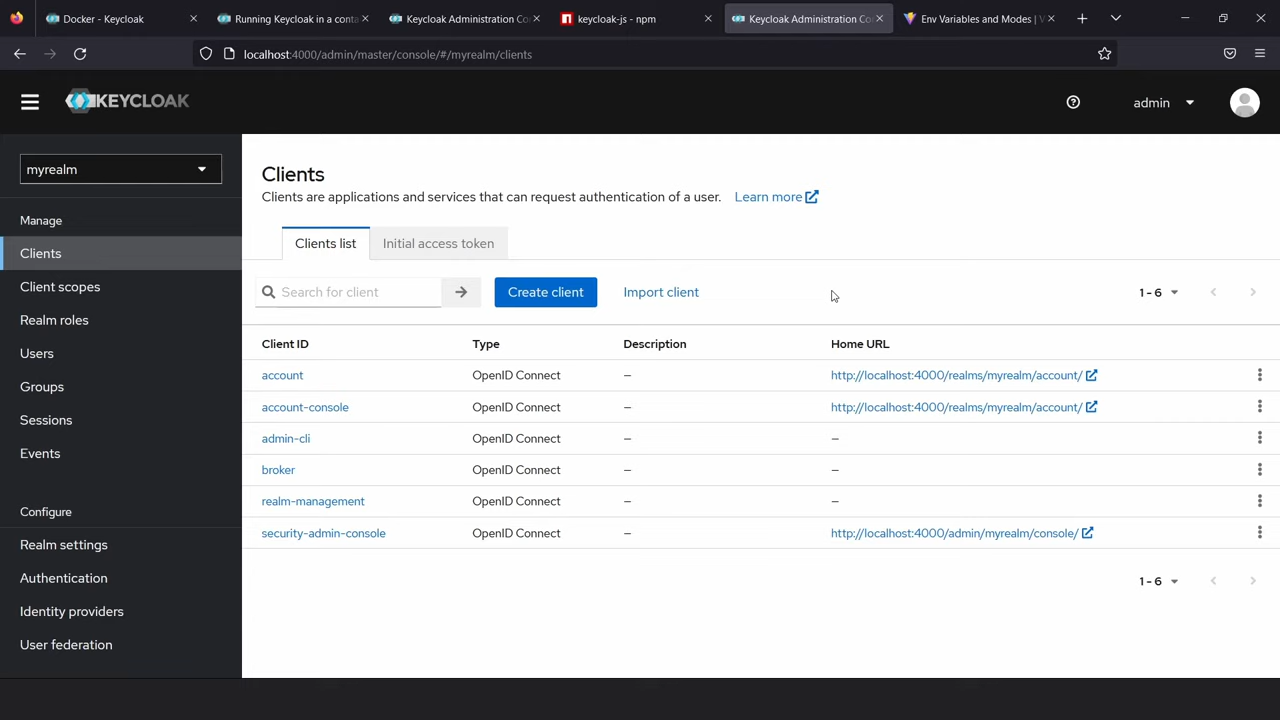 Docker - Keycloak
Running Keycloak in a conta
Keycloak Administration Co
keycloak-js - npm
Keycloak Administration Co
Env Variables and Modes | V
localhost:4000/admin/master/console/#/myrealm/clients
KEYCLOAK
admin
myrealm
Manage
Clients
Client scopes
Realm roles
Users
Groups
Sessions
Events
Configure
Realm settings
Authentication
Identity providers
User federation
Clients
Clients are applications and services that can request authentication of a user. Learn more
Clients list Initial access token
Search for client Create client Import client 1 - 6
Client ID Type Description Home URL
account OpenID Connect – http://localhost:4000/realms/myrealm/account/
account-console OpenID Connect – http://localhost:4000/realms/myrealm/account/
admin-cli OpenID Connect – –
broker OpenID Connect – –
realm-management OpenID Connect – –
security-admin-console OpenID Connect – http://localhost:4000/admin/myrealm/console/
1 - 6